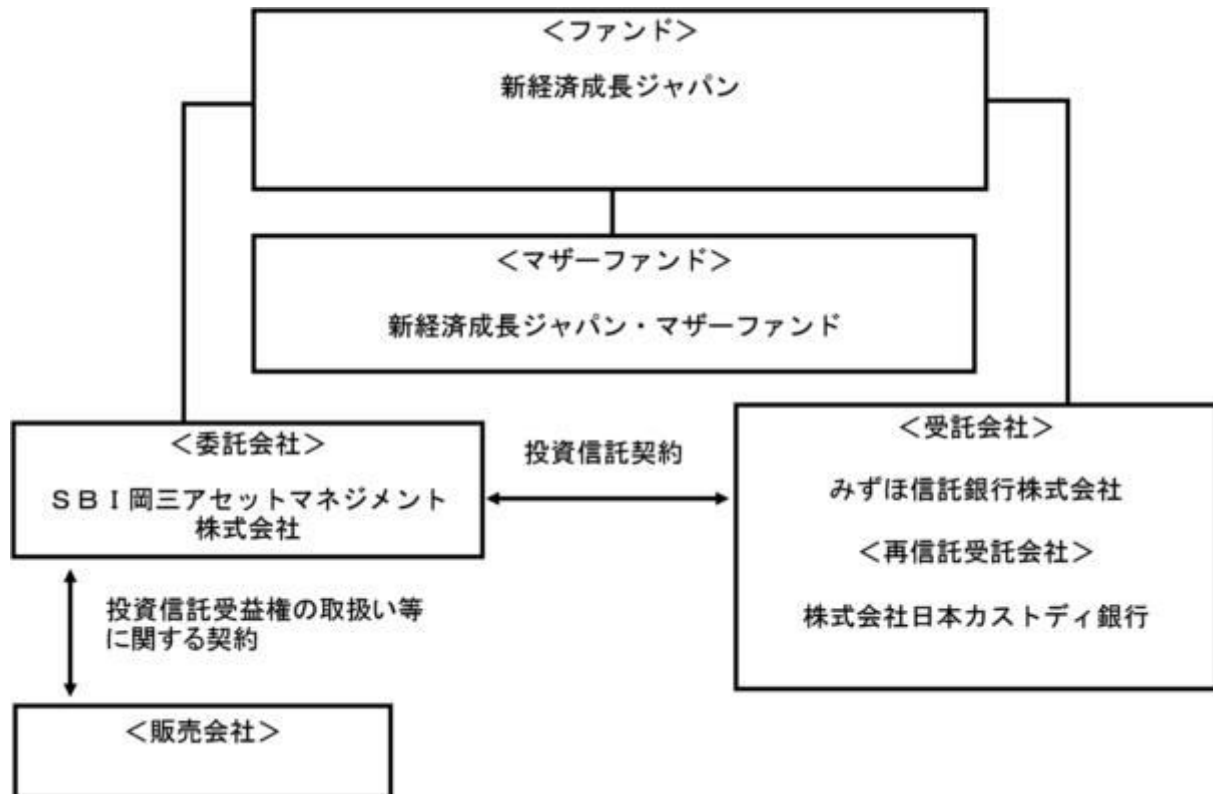 ＜ファンド＞
新経済成長ジャパン
＜マザーファンド＞
新経済成長ジャパン・マザーファンド
＜委託会社＞
ＳＢＩ岡三アセットマネジメント
株式会社
投資信託契約
＜受託会社＞
みずほ信託銀行株式会社
＜再信託受託会社＞
株式会社日本カストディ銀行
投資信託受益権の取扱い等
に関する契約
＜販売会社＞